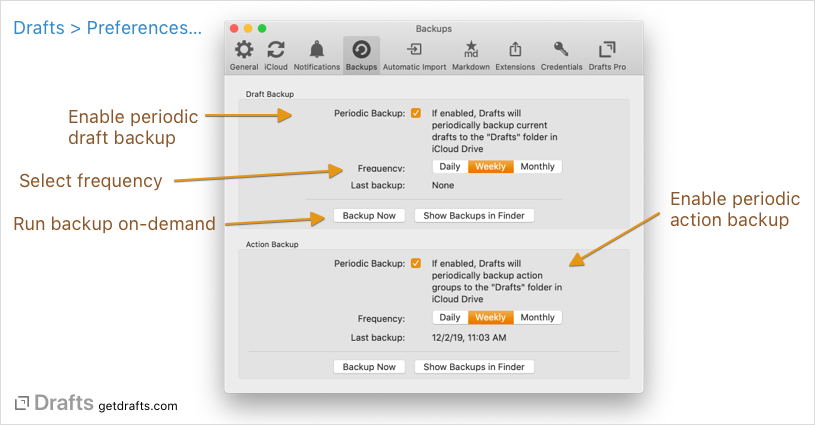 Drafts > Preferences...
Backups
General iCloud Notifications Backups Automatic Import Markdown Extensions Credentials Drafts Pro
md
Draft Backup
Enable periodic
draft backup
Periodic Backup: If enabled, Drafts will
periodically backup current
drafts to the "Drafts" folder in
iCloud Drive
Select frequency
Frequency: Daily Weekly Monthly
Last backup: None
Run backup on-demand
Backup Now Show Backups in Finder
Enable periodic
action backup
Action Backup
Periodic Backup: If enabled, Drafts will
periodically backup action
groups to the "Drafts" folder in
iCloud Drive
Frequency: Daily Weekly Monthly
Last backup: 12/2/19, 11:03 AM
Backup Now Show Backups in Finder
Drafts getdrafts.com